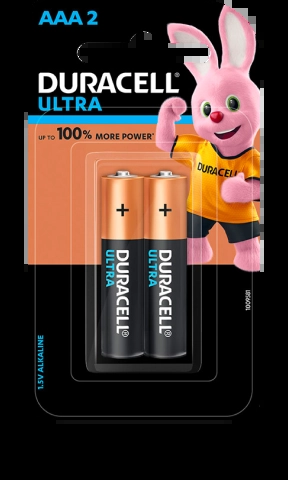 AAA 2
DURACELL®
ULTRA
UP TO 100% MORE POWER*
DURACELL
+
+
DURACELL®
ULTRA
DURACELL®
ULTRA
1.5V ALKALINE